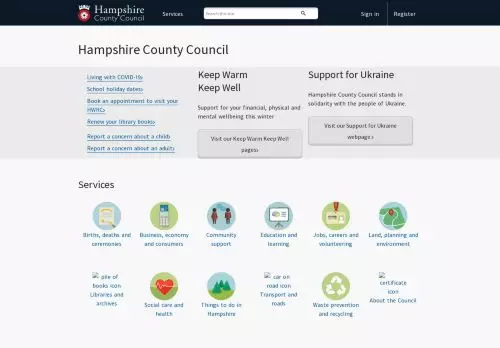 Hampshire
County Council
Services
Sign in
Register
Hampshire County Council
Living with COVID-19›
School holiday dates›
Book an appointment to visit your
HWRC›
Renew your library books›
Report a concern about a child›
Report a concern about an adult›
Keep Warm
Keep Well
Support for your financial, physical and
mental wellbeing this winter
Visit our Keep Warm Keep Well
pages›
Support for Ukraine
Hampshire County Council stands in
solidarity with the people of Ukraine.
Visit our Support for Ukraine
webpage›
Services
Births, deaths and
ceremonies
Business, economy
and consumers
Community
support
Education and
learning
Jobs, careers and
volunteering
Land, planning and
environment
pile of
books icon
Libraries and
archives
Social care and
health
Things to do in
Hampshire
car on
road icon
Transport and
roads
Waste prevention
and recycling
certificate
icon
About the Council